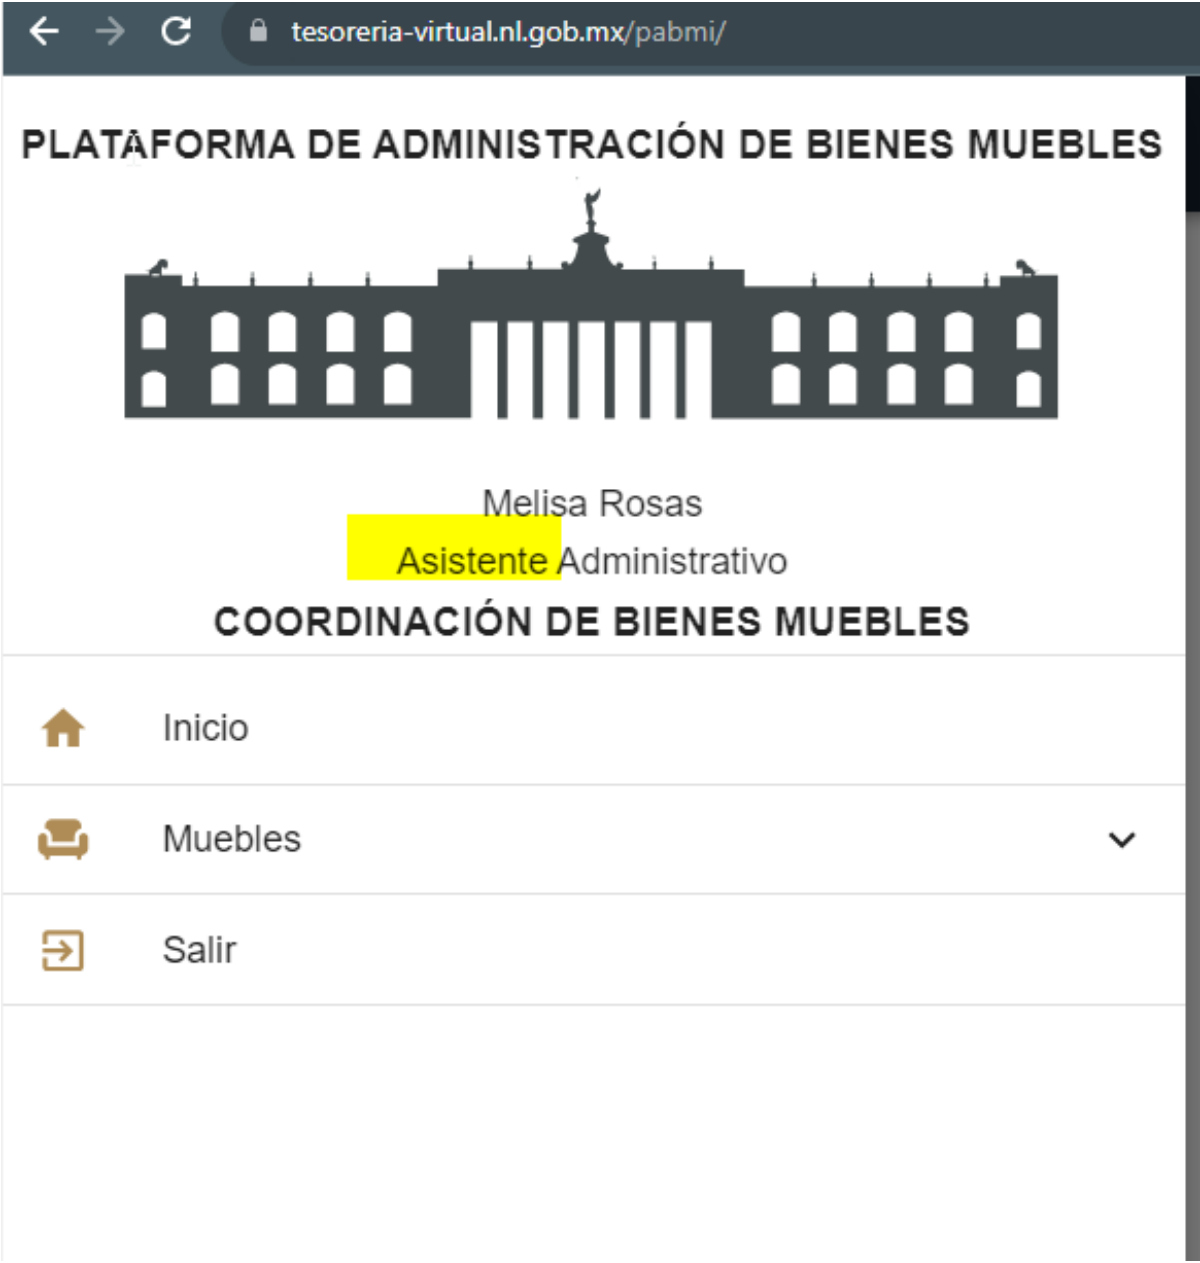 tesoreria-virtual.nl.gob.mx/pabmi/
PLATAFORMA DE ADMINISTRACIÓN DE BIENES MUEBLES
Melisa Rosas
Asistente Administrativo
COORDINACIÓN DE BIENES MUEBLES
Inicio
Muebles
Salir